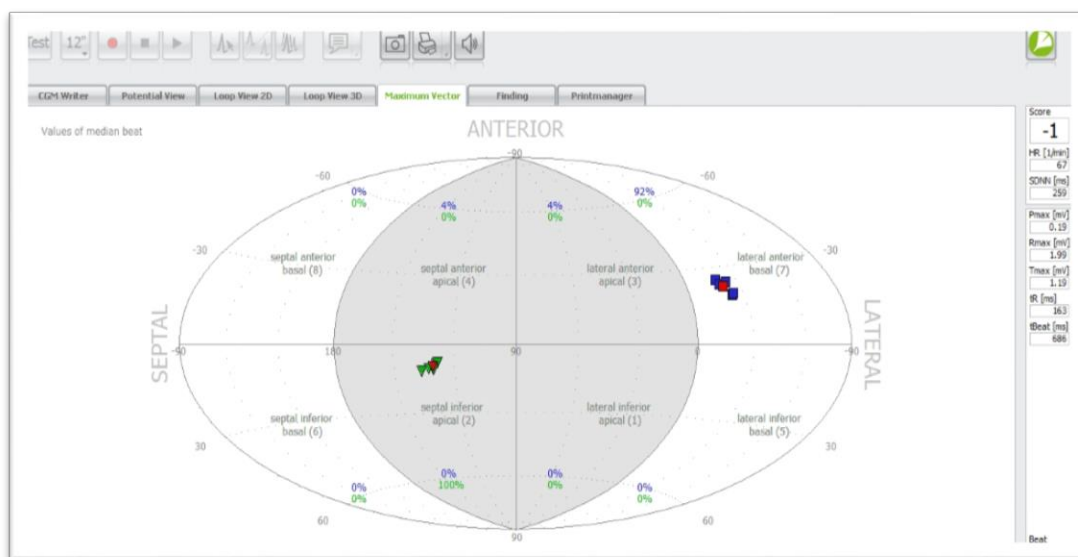 Test 12"
CGM Writer Potential View Loop View 2D Loop View 3D Maximum Vector Finding Printmanager
Values of median beat
ANTERIOR
-90
-60 -60
0% 92%
0% 0%
4% 4%
0% 0%
-30 -30
septal anterior
basal (8)
septal anterior
apical (4)
lateral anterior
apical (3)
lateral anterior
basal (7)
SEPTAL
LATERAL
-90 180 90 0 -90
septal inferior
basal (6)
septal inferior
apical (2)
lateral inferior
apical (1)
lateral inferior
basal (5)
30 30
0% 0%
100% 0%
0% 0%
0% 0%
60 60
90
Score
-1
HR [1/min]
67
SDNN [ms]
259
Pmax [mV]
0.19
Rmax [mV]
1.99
Tmax [mV]
1.19
tR [ms]
163
tBeat [ms]
686
Beat